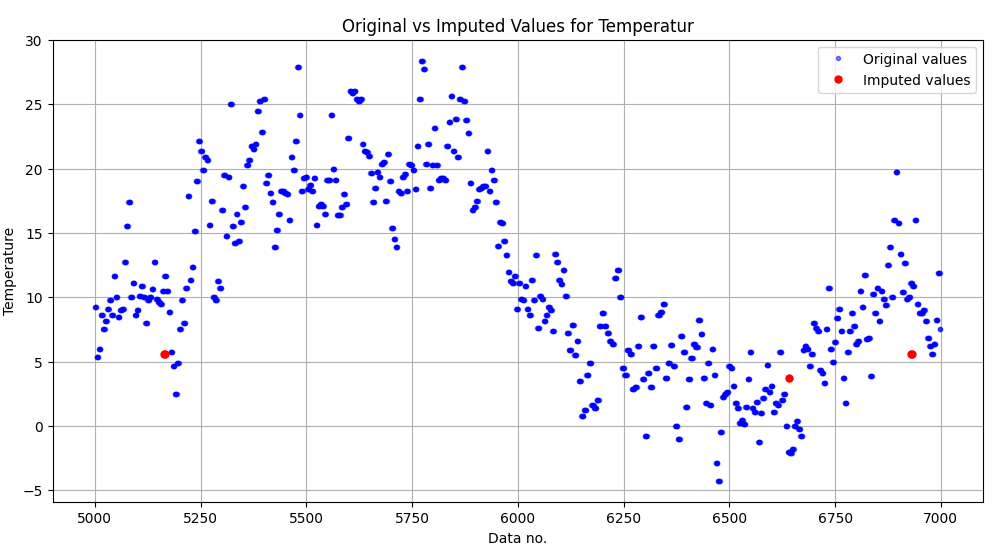 Original vs Imputed Values for Temperatur
Original values
Imputed values
Temperature
30
25
20
15
10
5
0
−5
5000 5250 5500 5750 6000 6250 6500 6750 7000
Data no.